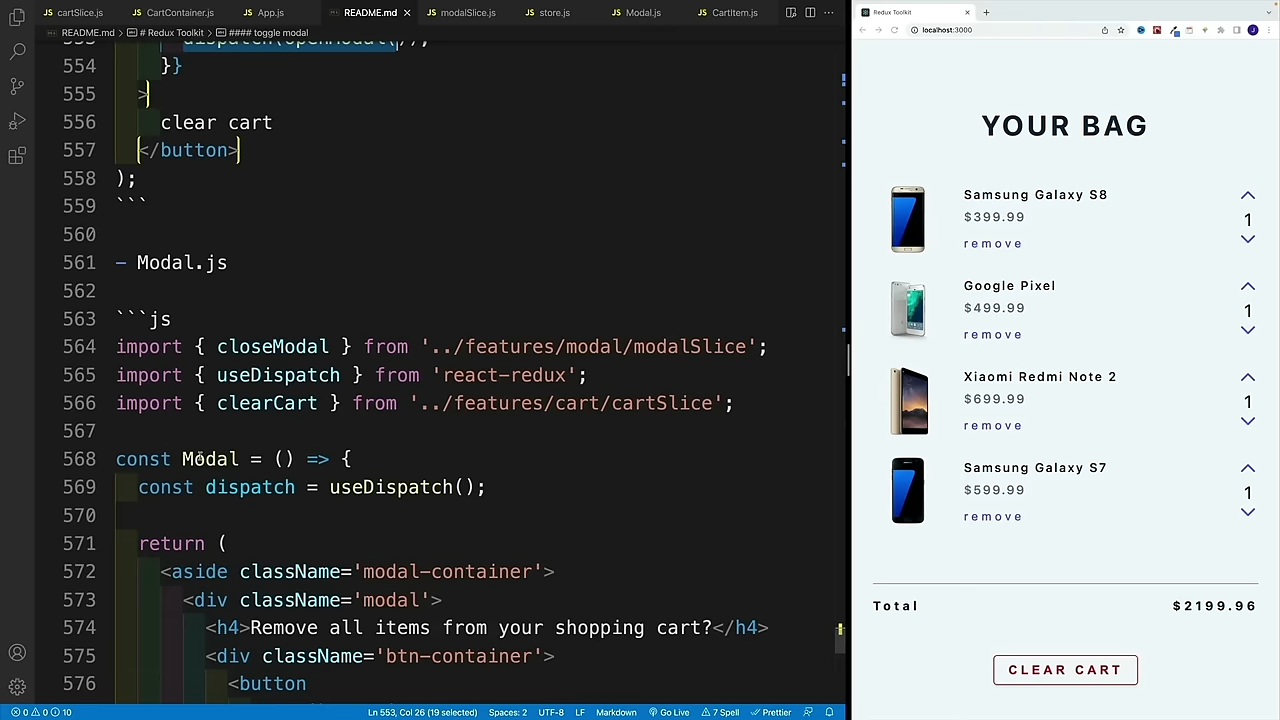 cartSlice.js
CartContainer.js
App.js
README.md
modalSlice.js
store.js
Modal.js
CartItem.js
README.md > # Redux Toolkit > #### toggle modal
554 }}
555 >
556 clear cart
557 </button>
558 );
559 ```
560
561 - Modal.js
562
563 ```js
564 import { closeModal } from '../features/modal/modalSlice';
565 import { useDispatch } from 'react-redux';
566 import { clearCart } from '../features/cart/cartSlice';
567
568 const Modal = () => {
569 const dispatch = useDispatch();
570
571 return (
572 <aside className='modal-container'>
573 <div className='modal'>
574 <h4>Remove all items from your shopping cart?</h4>
575 <div className='btn-container'>
576 <button
0 0 10
Ln 553, Col 26 (19 selected)
Spaces: 2
UTF-8
LF
Markdown
Go Live
7 Spell
Prettier
Redux Toolkit
localhost:3000
J
YOUR BAG
Samsung Galaxy S8
$399.99
remove
1
Google Pixel
$499.99
remove
1
Xiaomi Redmi Note 2
$699.99
remove
1
Samsung Galaxy S7
$599.99
remove
1
Total $2199.96
CLEAR CART